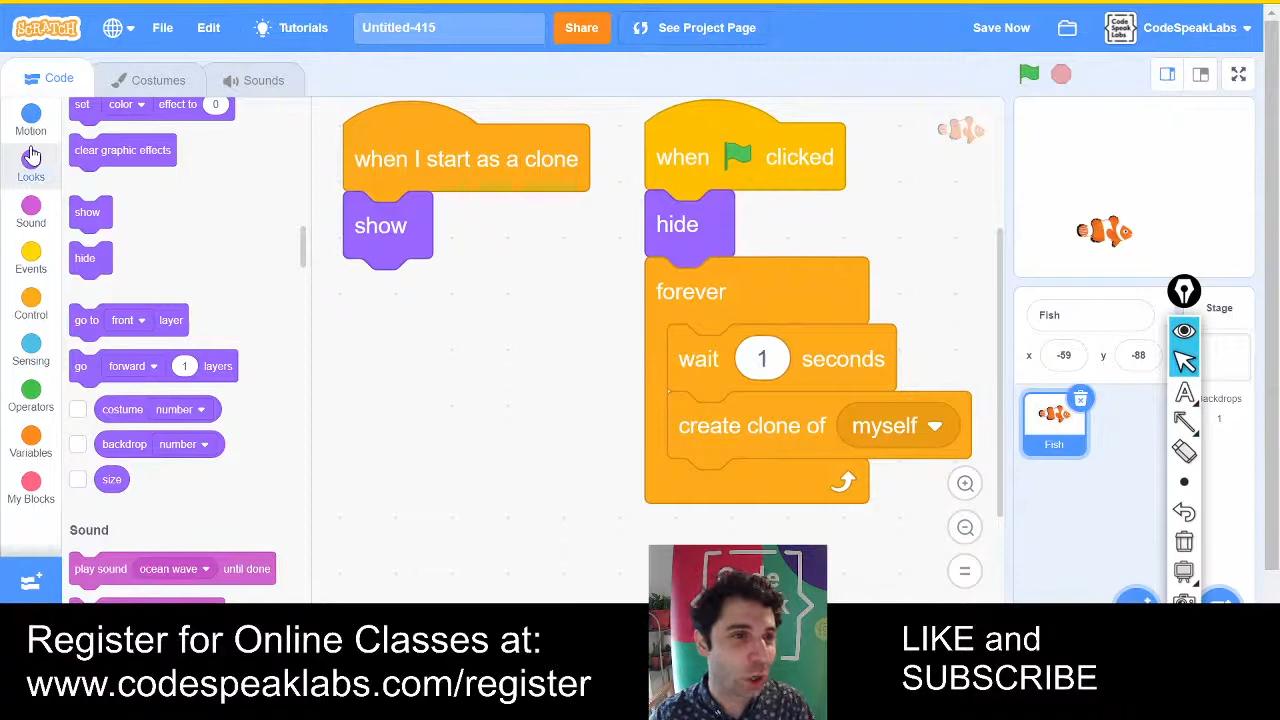 SCRATCH
File
Edit
Tutorials
Untitled-415
Share
See Project Page
Save Now
Code
Speak
Labs
CodeSpeakLabs
Code
Costumes
Sounds
Motion
Looks
Sound
Events
Control
Sensing
Operators
Variables
My Blocks
set color effect to 0
clear graphic effects
show
hide
go to front layer
go forward 1 layers
costume number
backdrop number
size
Sound
play sound ocean wave until done
when I start as a clone
show
when clicked
hide
forever
wait 1 seconds
create clone of myself
Fish
x -59 y -88
Fish
Stage
1
A
Register for Online Classes at:
www.codespeaklabs.com/register
LIKE and
SUBSCRIBE